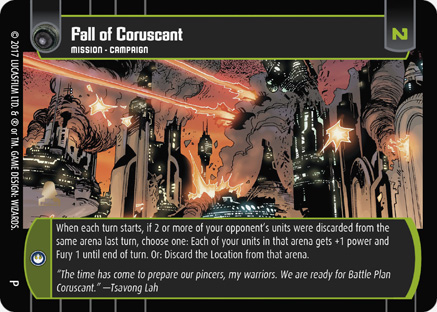 Fall of Coruscant
MISSION • CAMPAIGN
N
© 2017 LUCASFILM LTD. & ® or TM. GAME DESIGN: WIZARDS.
When each turn starts, if 2 or more of your opponent's units were discarded from the
same arena last turn, choose one: Each of your units in that arena gets +1 power and
Fury 1 until end of turn. Or: Discard the Location from that arena.
"The time has come to prepare our pincers, my warriors. We are ready for Battle Plan
Coruscant." —Tsavong Lah
P